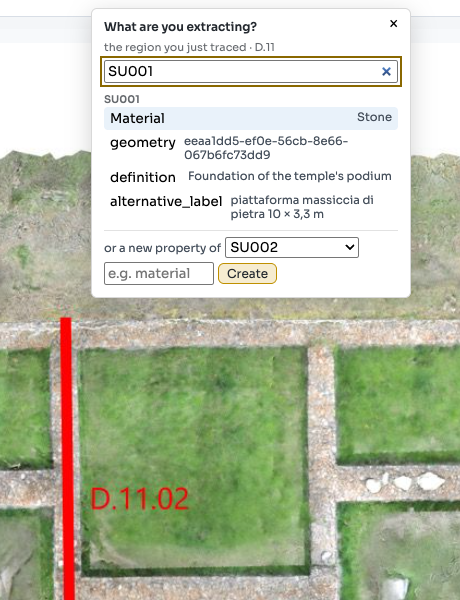 What are you extracting?
×
the region you just traced · D.11
SU001
×
SU001
Material Stone
geometry eeaa1dd5-ef0e-56cb-8e66-
067b6fc73dd9
definition Foundation of the temple's podium
alternative_label piattaforma massiccia di
pietra 10 × 3,3 m
or a new property of SU002
e.g. material Create
D.11.02